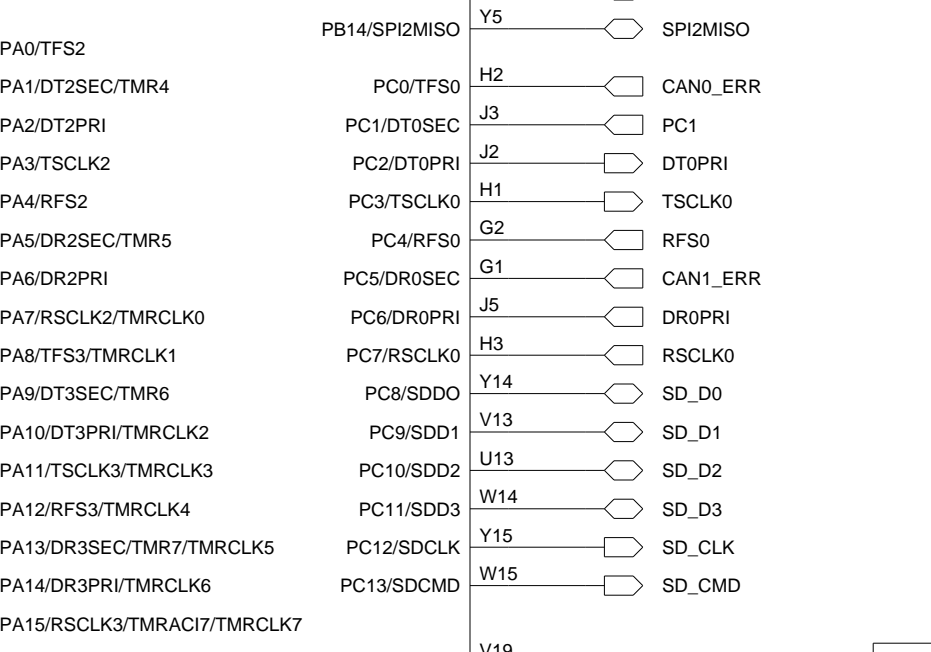 PB14/SPI2MISO Y5 SPI2MISO
PA0/TFS2
PA1/DT2SEC/TMR4 PC0/TFS0 H2 CAN0_ERR
PA2/DT2PRI PC1/DT0SEC J3 PC1
PA3/TSCLK2 PC2/DT0PRI J2 DT0PRI
PA4/RFS2 PC3/TSCLK0 H1 TSCLK0
PA5/DR2SEC/TMR5 PC4/RFS0 G2 RFS0
PA6/DR2PRI PC5/DR0SEC G1 CAN1_ERR
PA7/RSCLK2/TMRCLK0 PC6/DR0PRI J5 DR0PRI
PA8/TFS3/TMRCLK1 PC7/RSCLK0 H3 RSCLK0
PA9/DT3SEC/TMR6 PC8/SDDO Y14 SD_D0
PA10/DT3PRI/TMRCLK2 PC9/SDD1 V13 SD_D1
PA11/TSCLK3/TMRCLK3 PC10/SDD2 U13 SD_D2
PA12/RFS3/TMRCLK4 PC11/SDD3 W14 SD_D3
PA13/DR3SEC/TMR7/TMRCLK5 PC12/SDCLK Y15 SD_CLK
PA14/DR3PRI/TMRCLK6 PC13/SDCMD W15 SD_CMD
PA15/RSCLK3/TMRACI7/TMRCLK7
V19